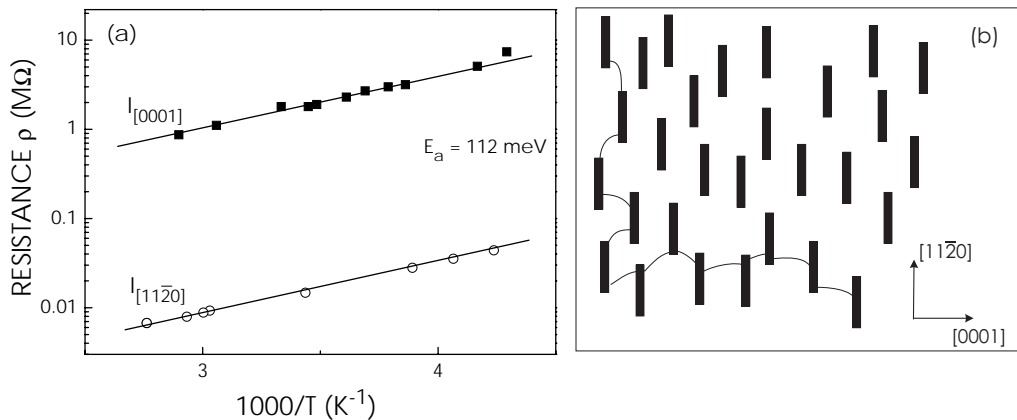 (a)
10
1
0.1
0.01
RESISTANCE ρ (MΩ)
I[0001]
Ea = 112 meV
I[112̄0]
3
4
1000/T (K-1)
(b)
[112̄0]
[0001]